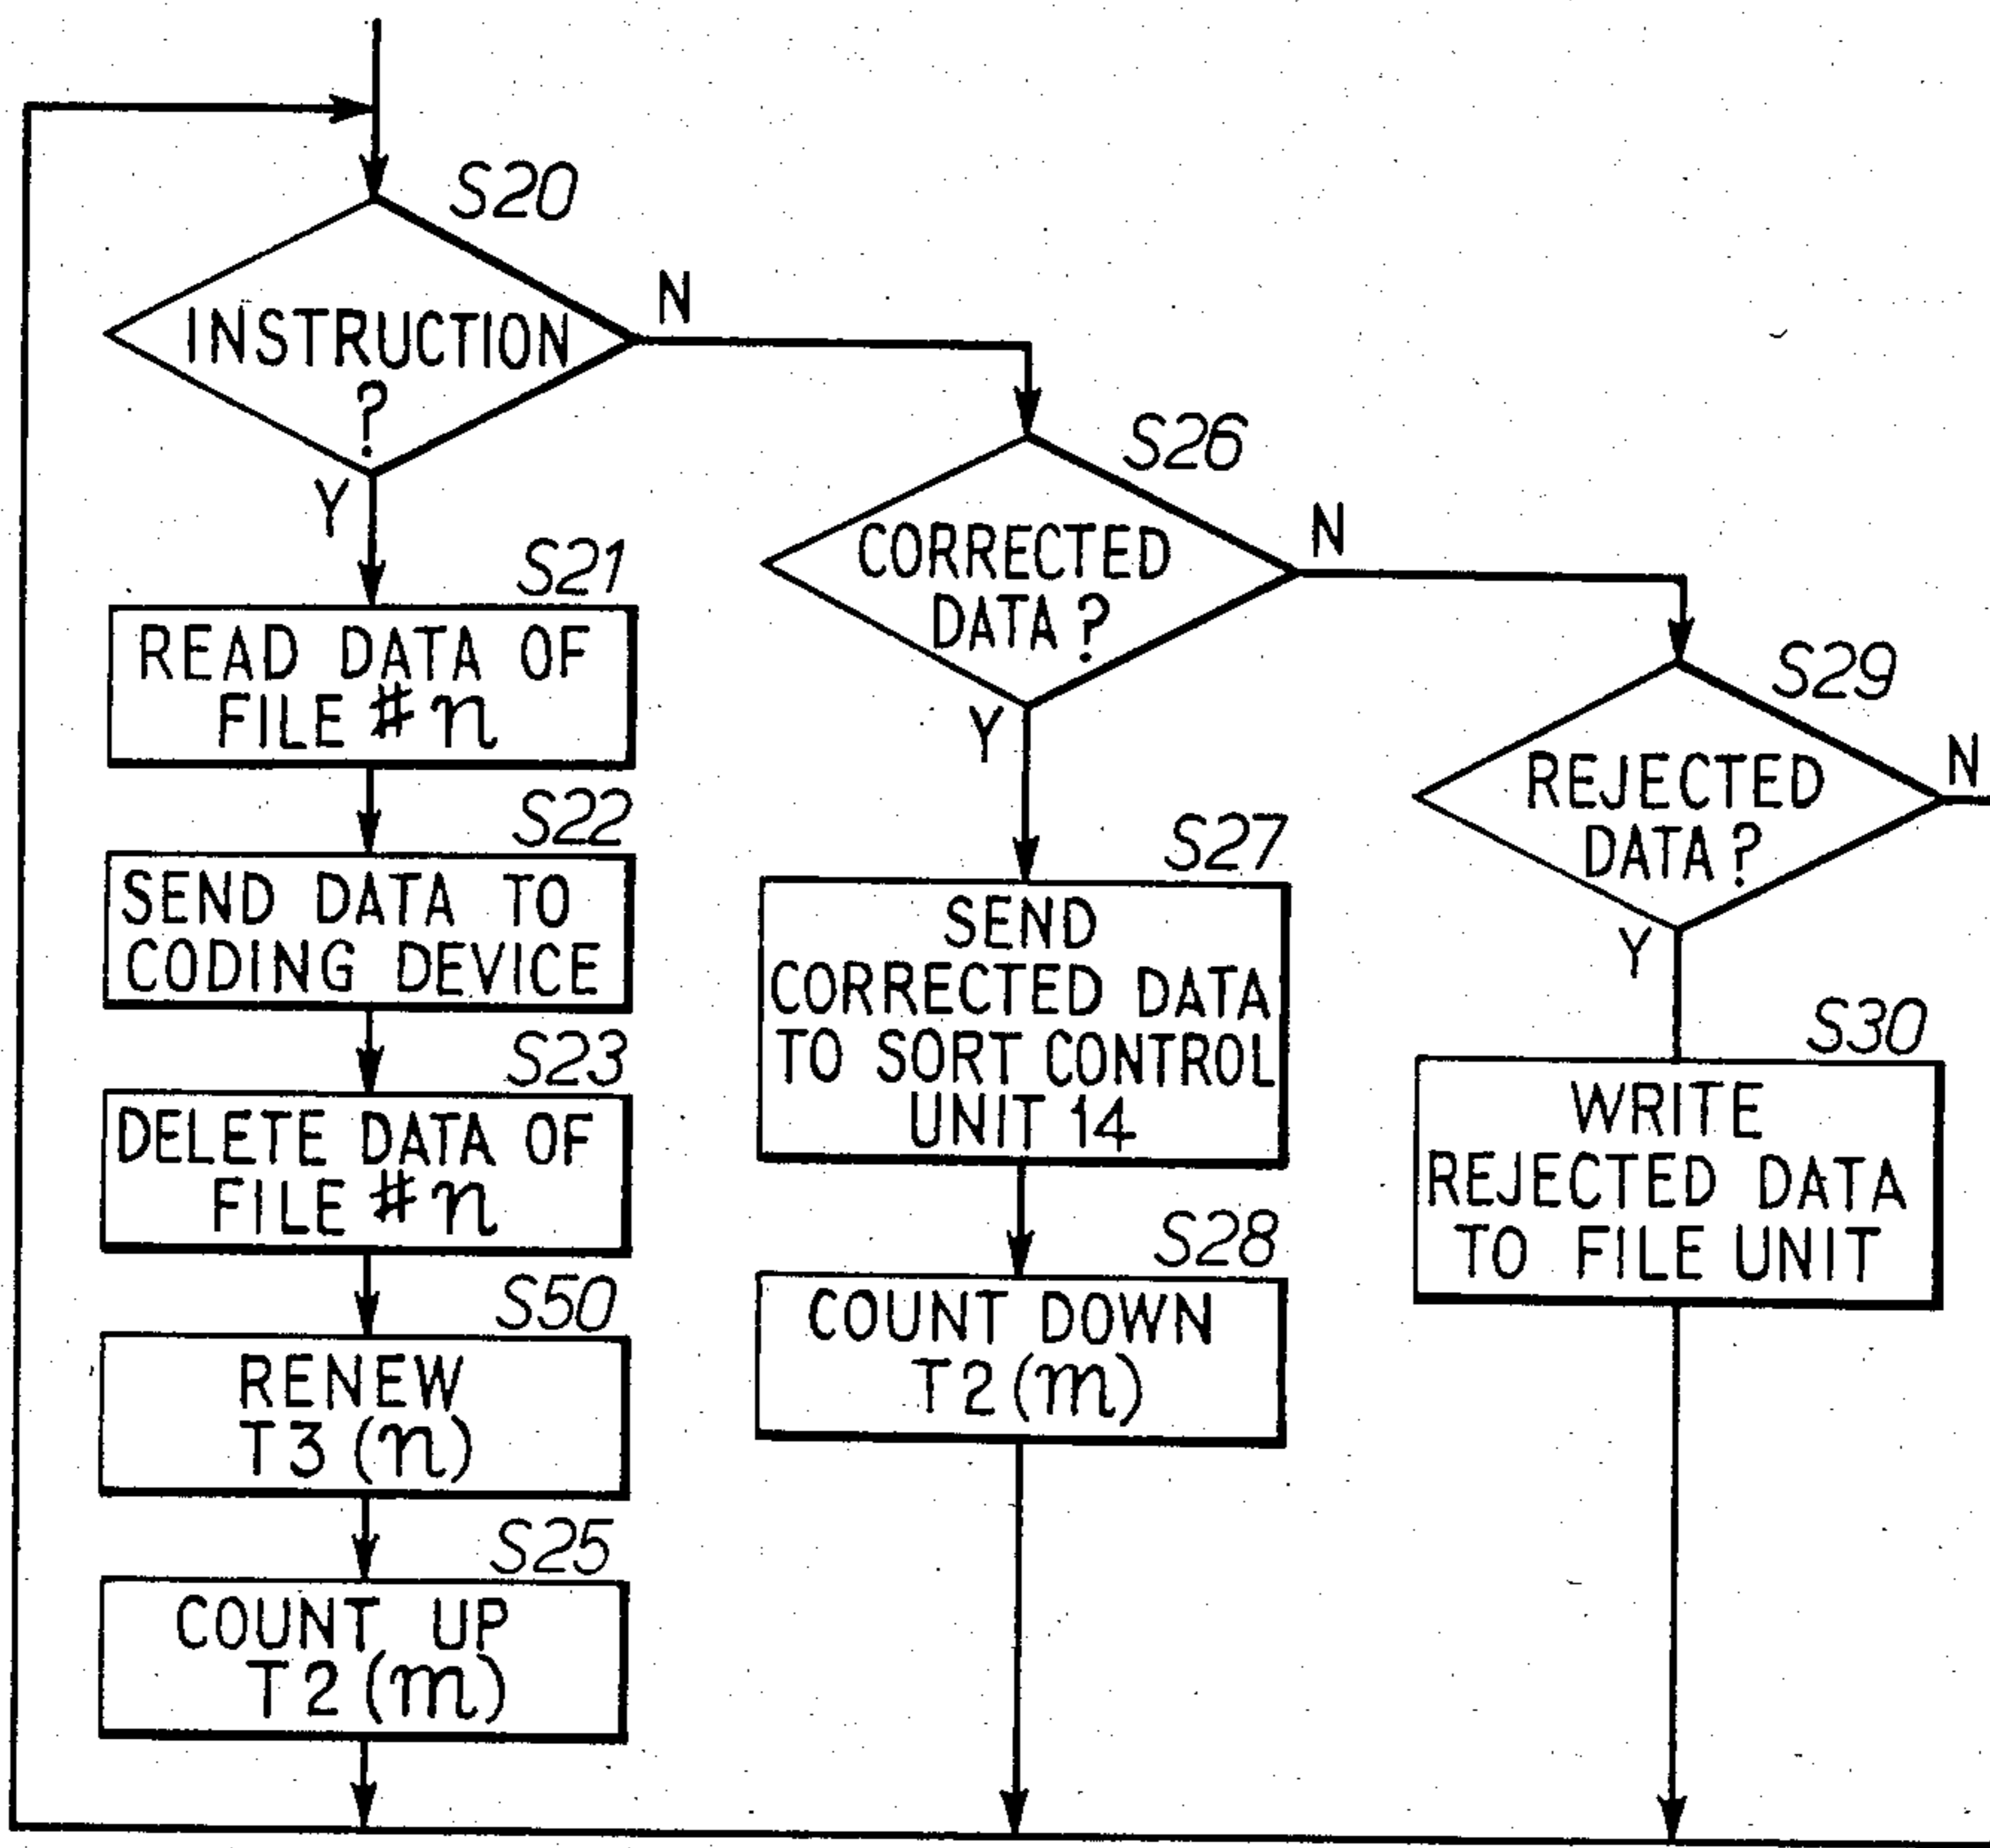 S20
INSTRUCTION
?
N
Y
S21
READ DATA OF
FILE #n
S22
SEND DATA TO
CODING DEVICE
S23
DELETE DATA OF
FILE #n
S50
RENEW
T3 (n)
S25
COUNT UP
T2 (m)
S26
CORRECTED
DATA?
N
Y
S27
SEND
CORRECTED DATA
TO SORT CONTROL
UNIT 14
S28
COUNT DOWN
T2 (m)
S29
REJECTED
DATA?
N
Y
S30
WRITE
REJECTED DATA
TO FILE UNIT